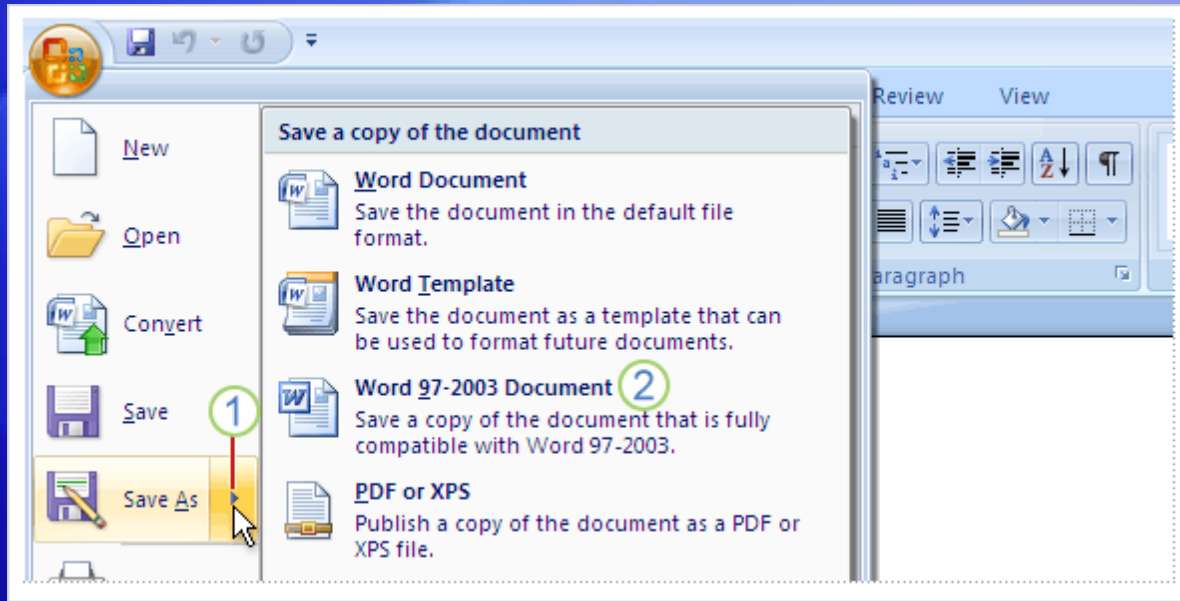 Review View
New
Open
Convert
Save
1
Save As
Save a copy of the document
Word Document
Save the document in the default file
format.
Word Template
Save the document as a template that can
be used to format future documents.
Word 97-2003 Document 2
Save a copy of the document that is fully
compatible with Word 97-2003.
PDF or XPS
Publish a copy of the document as a PDF or
XPS file.
aragraph